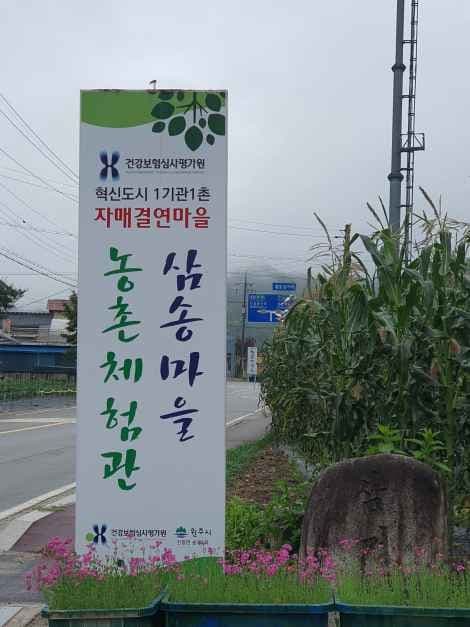 건강보험심사평가원
혁신도시 1기관1촌
자매결연마을
삼송마을
농촌체험관
건강보험심사평가원
원주시